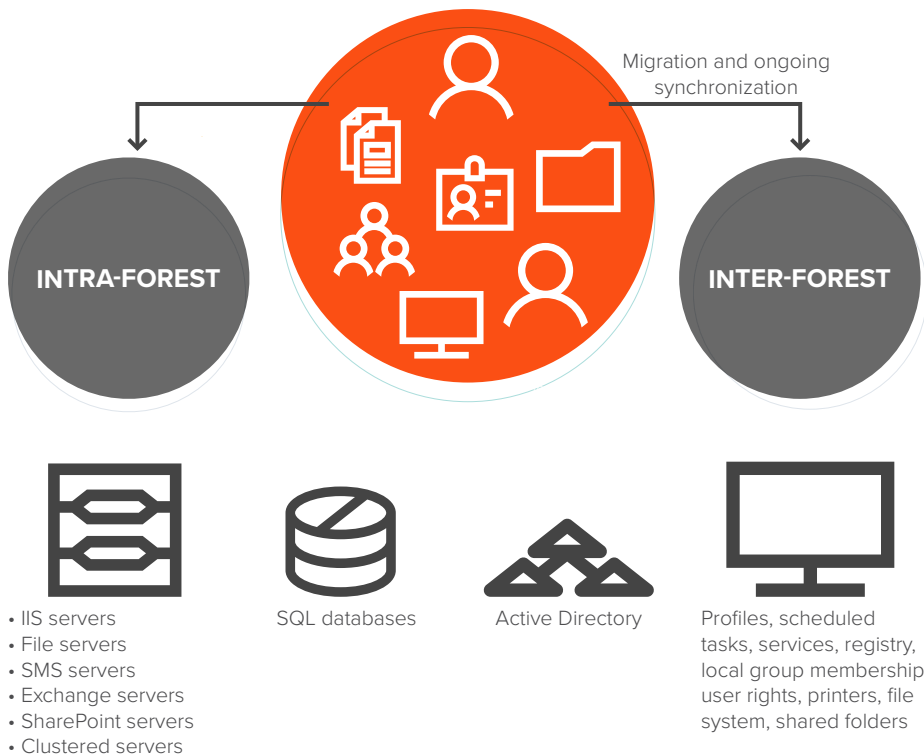 Migration and ongoing
synchronization
INTRA-FOREST
INTER-FOREST
• IIS servers
• File servers
• SMS servers
• Exchange servers
• SharePoint servers
• Clustered servers
SQL databases
Active Directory
Profiles, scheduled
tasks, services, registry,
local group membership
user rights, printers, file
system, shared folders